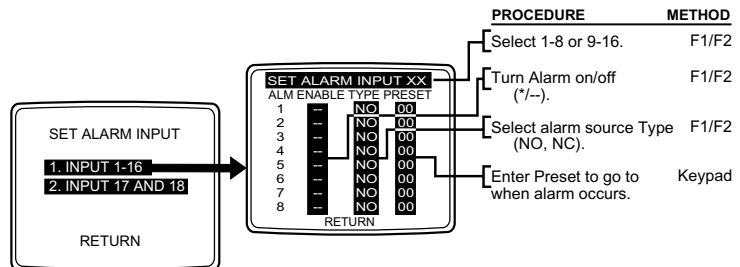 SET ALARM INPUT
1. INPUT 1-16
2. INPUT 17 AND 18
RETURN
SET ALARM INPUT XX
ALM ENABLE TYPE PRESET
1 -- NO 00
2 -- NO 00
3 -- NO 00
4 -- NO 00
5 -- NO 00
6 -- NO 00
7 -- NO 00
8 -- NO 00
RETURN
PROCEDURE METHOD
Select 1-8 or 9-16. F1/F2
Turn Alarm on/off F1/F2
(*/--).
Select alarm source Type F1/F2
(NO, NC).
Enter Preset to go to Keypad
when alarm occurs.